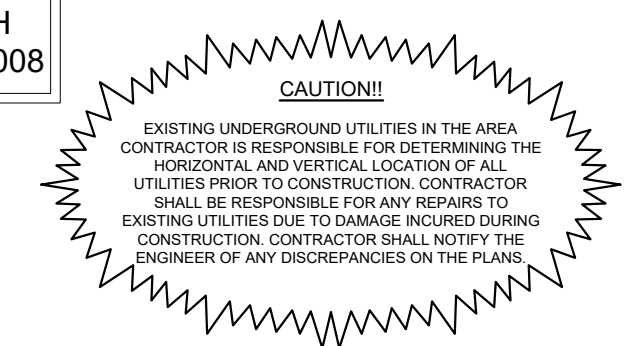 H
008
CAUTION!!
EXISTING UNDERGROUND UTILITIES IN THE AREA
CONTRACTOR IS RESPONSIBLE FOR DETERMINING THE
HORIZONTAL AND VERTICAL LOCATION OF ALL
UTILITIES PRIOR TO CONSTRUCTION. CONTRACTOR
SHALL BE RESPONSIBLE FOR ANY REPAIRS TO
EXISTING UTILITIES DUE TO DAMAGE INCURED DURING
CONSTRUCTION. CONTRACTOR SHALL NOTIFY THE
ENGINEER OF ANY DISCREPANCIES ON THE PLANS.